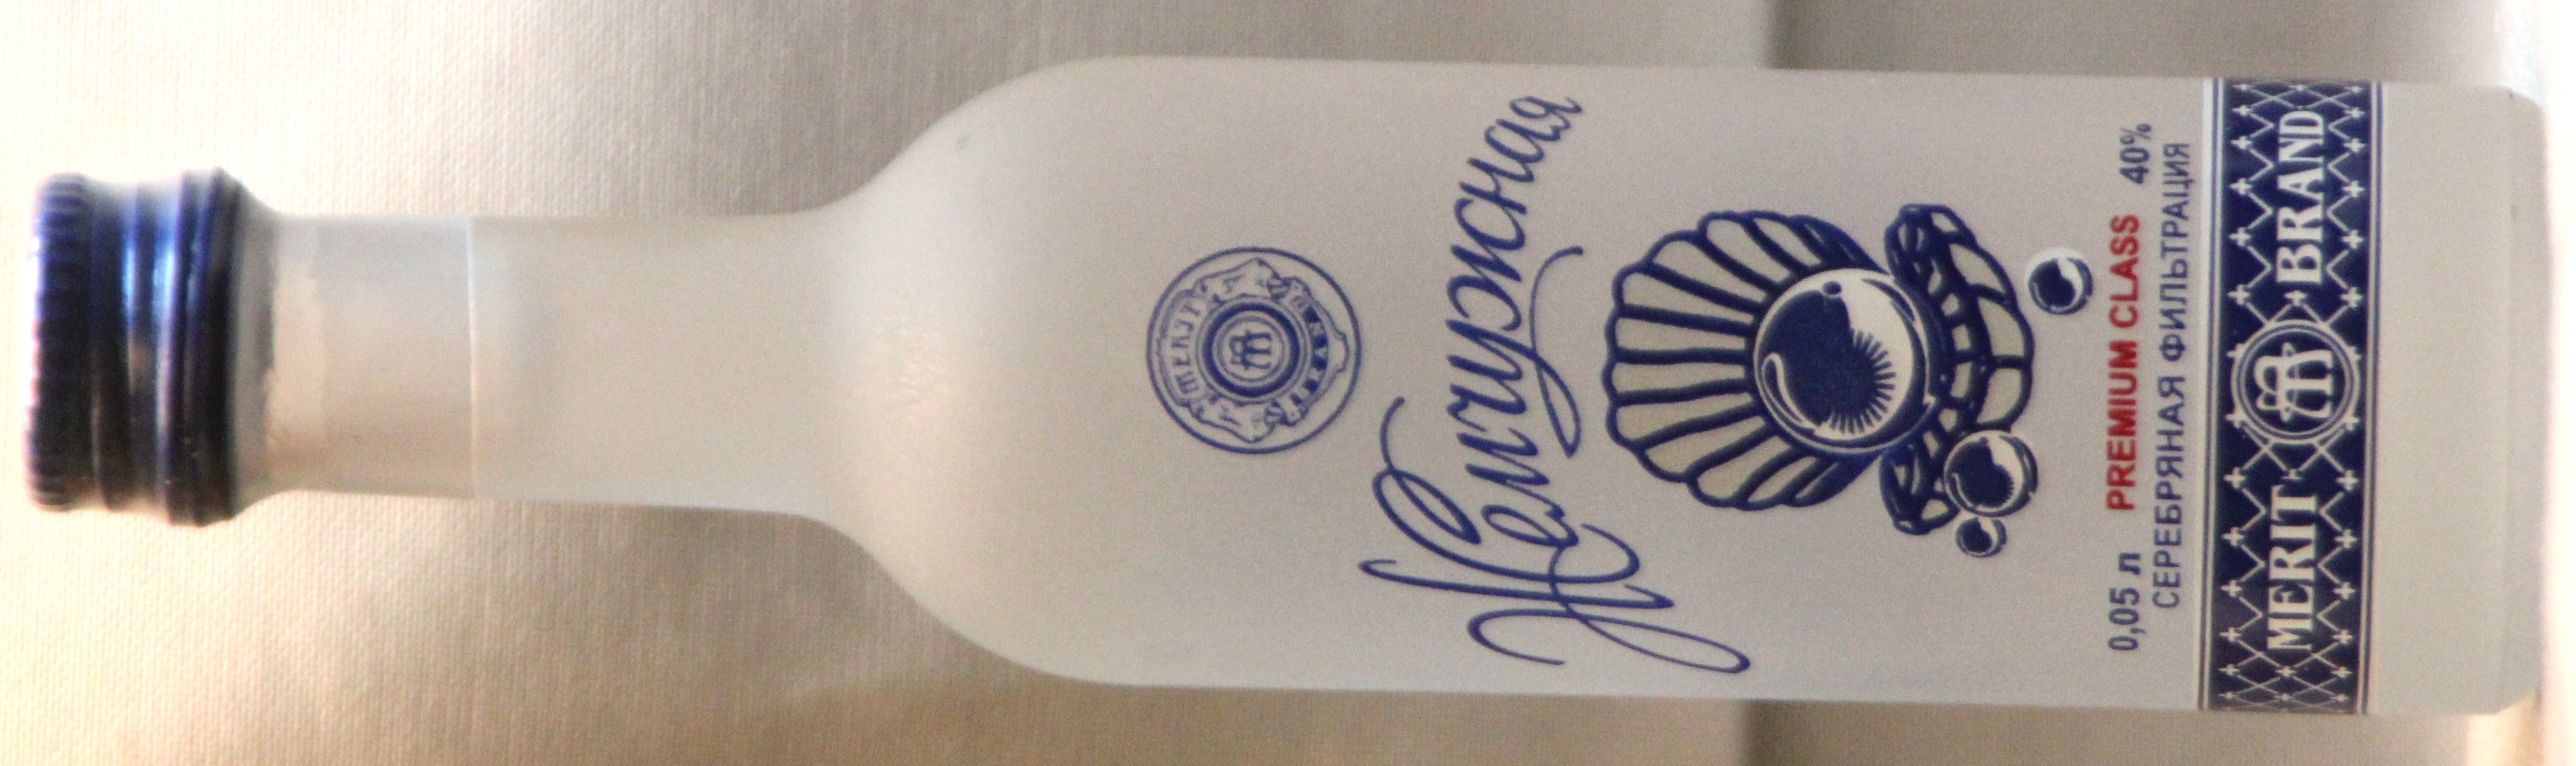 Жемчужная
0,05 л PREMIUM CLASS 40%
СЕРЕБРЯНАЯ ФИЛЬТРАЦИЯ
MERIT BRAND